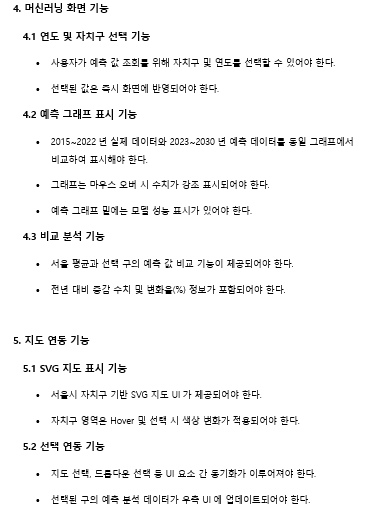 4. 머신러닝 화면 기능
4.1 연도 및 자치구 선택 기능
• 사용자가 예측 값 조회를 위해 자치구 및 연도를 선택할 수 있어야 한다.
• 선택된 값은 즉시 화면에 반영되어야 한다.
4.2 예측 그래프 표시 기능
• 2015~2022 년 실제 데이터와 2023~2030 년 예측 데이터를 동일 그래프에서
비교하여 표시해야 한다.
• 그래프는 마우스 오버 시 수치가 강조 표시되어야 한다.
• 예측 그래프 밑에는 모델 성능 표시가 있어야 한다.
4.3 비교 분석 기능
• 서울 평균과 선택 구의 예측 값 비교 기능이 제공되어야 한다.
• 전년 대비 증감 수치 및 변화율(%) 정보가 포함되어야 한다.
5. 지도 연동 기능
5.1 SVG 지도 표시 기능
• 서울시 자치구 기반 SVG 지도 UI 가 제공되어야 한다.
• 자치구 영역은 Hover 및 선택 시 색상 변화가 적용되어야 한다.
5.2 선택 연동 기능
• 지도 선택, 드롭다운 선택 등 UI 요소 간 동기화가 이루어져야 한다.
• 선택된 구의 예측 분석 데이터가 우측 UI 에 업데이트되어야 한다.